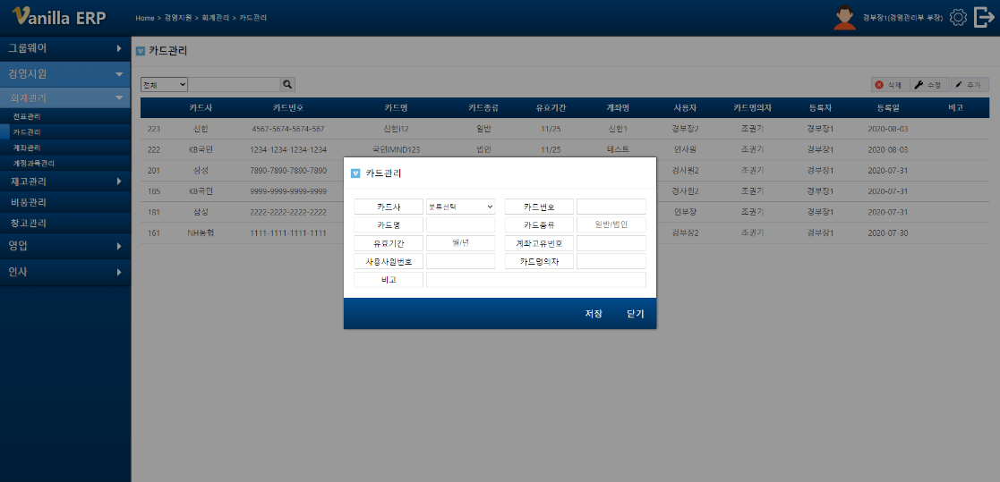 Vanilla ERP
Home > 경영지원 > 회계관리 > 카드관리
경부장1(경영관리부 부장)
그룹웨어
경영지원
회계관리
전표관리
카드관리
계좌관리
계정과목관리
재고관리
비품관리
창고관리
영업
인사
카드관리
전체
삭제 수정 추가
카드사 카드번호 카드명 카드종류 유효기간 계좌명 사용자 카드명의자 등록자 등록일 비고
223 신한 4567-5674-5674-567 신한i12 일반 11/25 신한1 경부장2 조권기 경부장1 2020-08-03
222 KB국민 1234-1234-1234-1234 국민IMND123 법인 11/25 테스트 인사원 조권기 경부장1 2020-08-03
201 삼성 7890-7890-7890-7890 경사원2 조권기 경부장1 2020-07-31
185 KB국민 9999-9999-9999-9999 경사원2 조권기 경부장1 2020-07-31
181 삼성 2222-2222-2222-2222 인부장 조권기 경부장1 2020-07-31
161 NH농협 1111-1111-1111-1111 경부장2 조권기 경부장1 2020-07-30
카드관리
카드사 분류선택 카드번호
카드명 카드종류 일반/법인
유효기간 월/년 계좌고유번호
사용사원번호 카드명의자
비고
저장 닫기